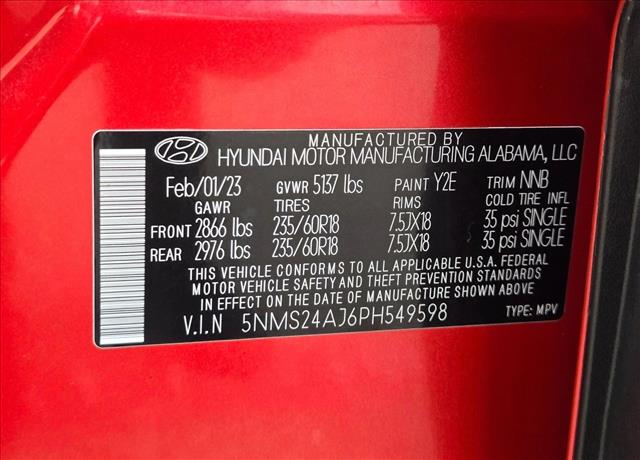 MANUFACTURED BY
HYUNDAI MOTOR MANUFACTURING ALABAMA, LLC
Feb/01/23 GVWR 5137 lbs PAINT Y2E TRIM NNB
GAWR TIRES RIMS COLD TIRE INFL
FRONT 2866 lbs 235/60R18 7.5JX18 35 psi SINGLE
REAR 2976 lbs 235/60R18 7.5JX18 35 psi SINGLE
THIS VEHICLE CONFORMS TO ALL APPLICABLE U.S.A. FEDERAL
MOTOR VEHICLE SAFETY AND THEFT PREVENTION STANDARDS
IN EFFECT ON THE DATE OF MANUFACTURE SHOWN ABOVE.
V.I.N 5NMS24AJ6PH549598 TYPE: MPV